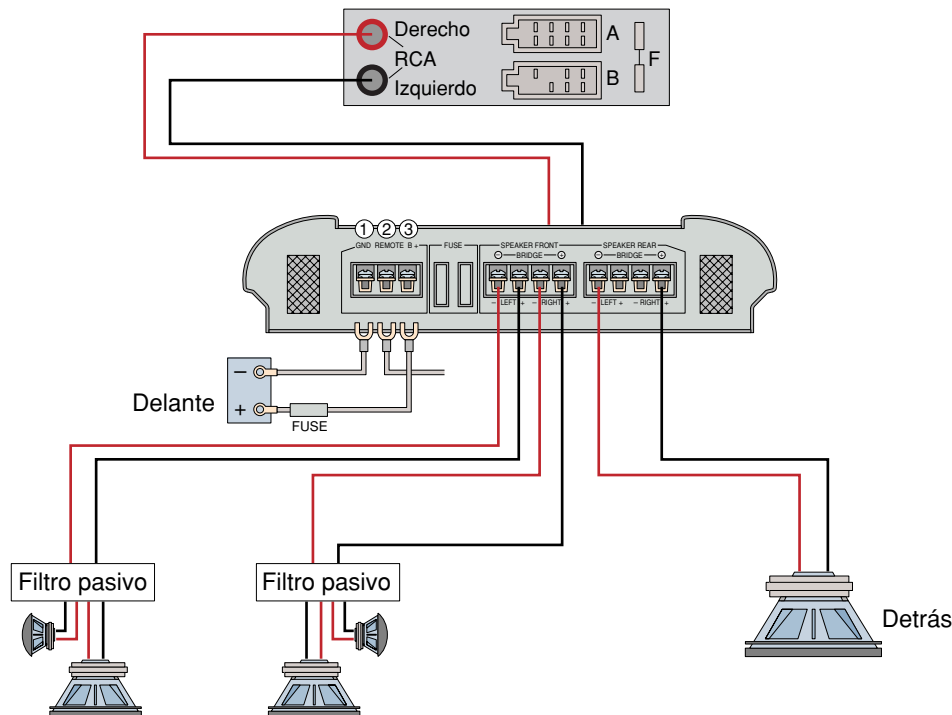 Derecho
RCA
Izquierdo
A
B
F
1 2 3
GND REMOTE B +
FUSE
SPEAKER FRONT
− BRIDGE +
− LEFT + − RIGHT +
SPEAKER REAR
− BRIDGE +
− LEFT + − RIGHT +
−
+
Delante
FUSE
Filtro pasivo
Filtro pasivo
Detrás